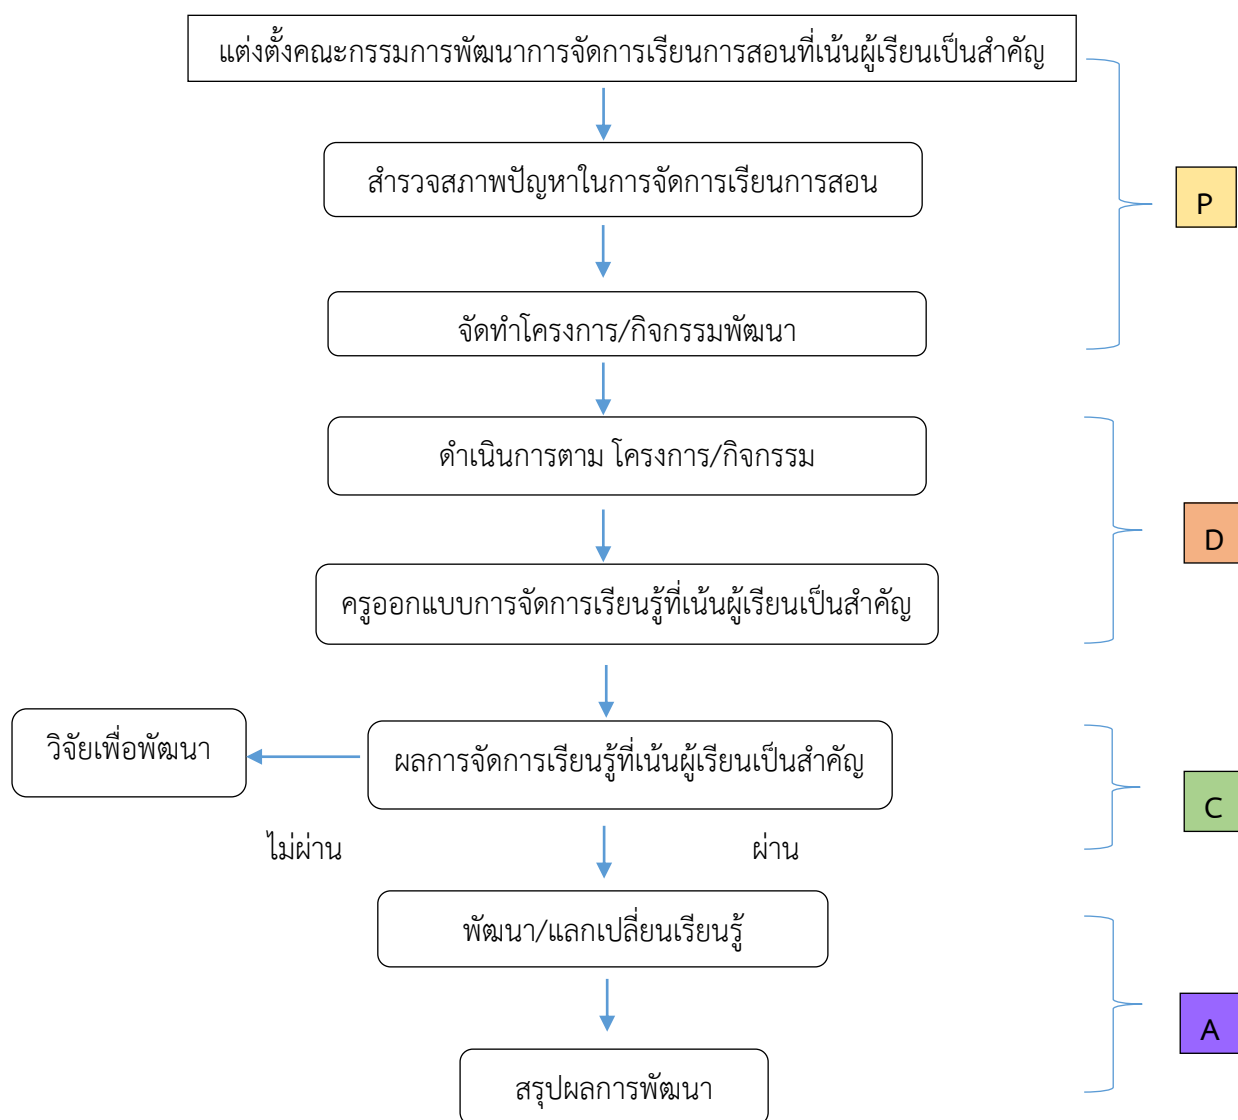 แต่งตั้งคณะกรรมการพัฒนาการจัดการเรียนการสอนที่เน้นผู้เรียนเป็นสำคัญ
สำรวจสภาพปัญหาในการจัดการเรียนการสอน
P
จัดทำโครงการ/กิจกรรมพัฒนา
ดำเนินการตาม โครงการ/กิจกรรม
D
ครูออกแบบการจัดการเรียนรู้ที่เน้นผู้เรียนเป็นสำคัญ
วิจัยเพื่อพัฒนา
ผลการจัดการเรียนรู้ที่เน้นผู้เรียนเป็นสำคัญ
C
ไม่ผ่าน
ผ่าน
พัฒนา/แลกเปลี่ยนเรียนรู้
A
สรุปผลการพัฒนา